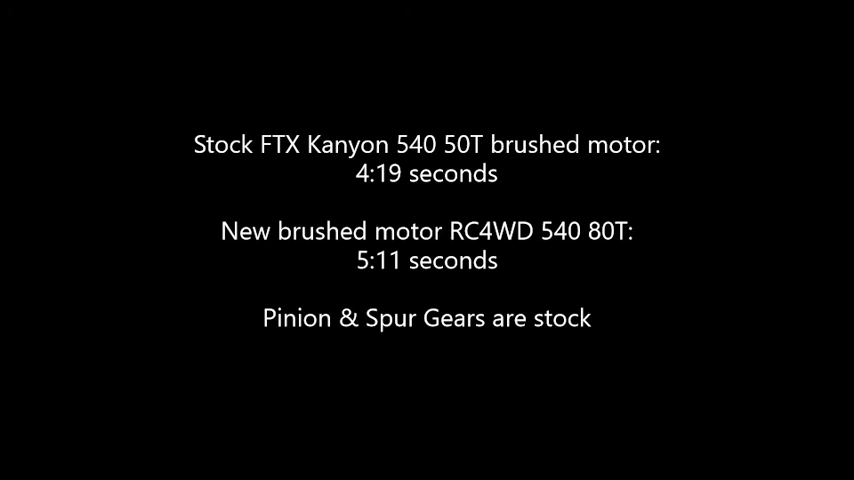 Stock FTX Kanyon 540 50T brushed motor:
4:19 seconds
New brushed motor RC4WD 540 80T:
5:11 seconds
Pinion & Spur Gears are stock